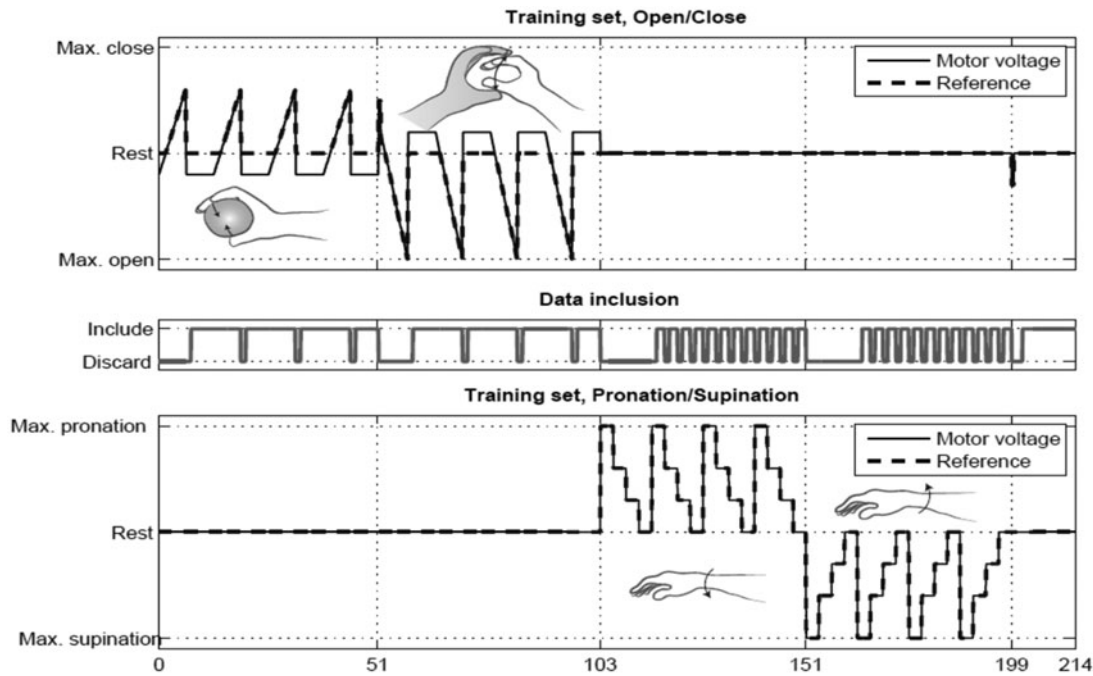 Training set, Open/Close
Max. close
Rest
Max. open
Motor voltage
Reference
Data inclusion
Include
Discard
Training set, Pronation/Supination
Max. pronation
Rest
Max. supination
Motor voltage
Reference
0 51 103 151 199 214